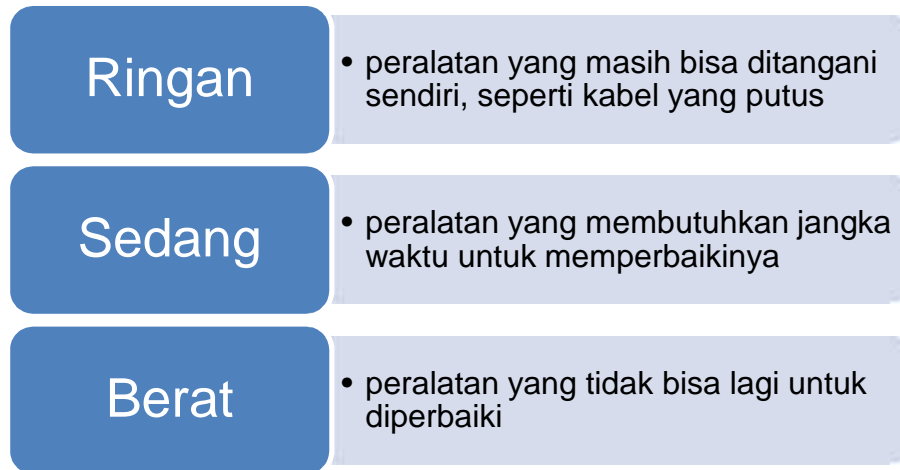 Ringan
• peralatan yang masih bisa ditangani
sendiri, seperti kabel yang putus
Sedang
• peralatan yang membutuhkan jangka
waktu untuk memperbaikinya
Berat
• peralatan yang tidak bisa lagi untuk
diperbaiki